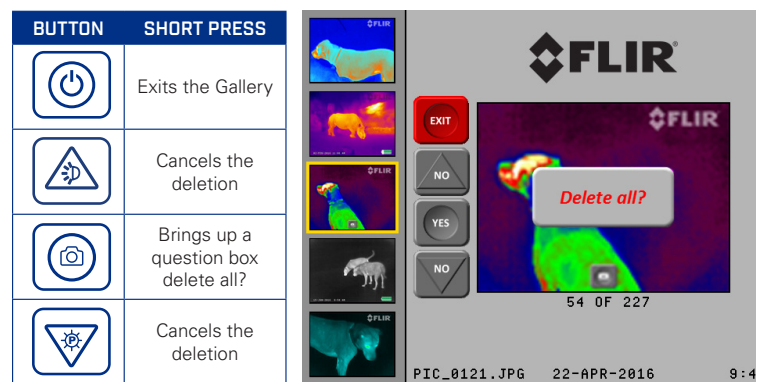 BUTTON SHORT PRESS
Exits the Gallery
Cancels the
deletion
Brings up a
question box
delete all?
P
Cancels the
deletion
FLIR
FLIR
FLIR
FLIR®
EXIT
NO
YES
NO
FLIR
Delete all?
54 OF 227
PIC_0121.JPG 22-APR-2016 9:4